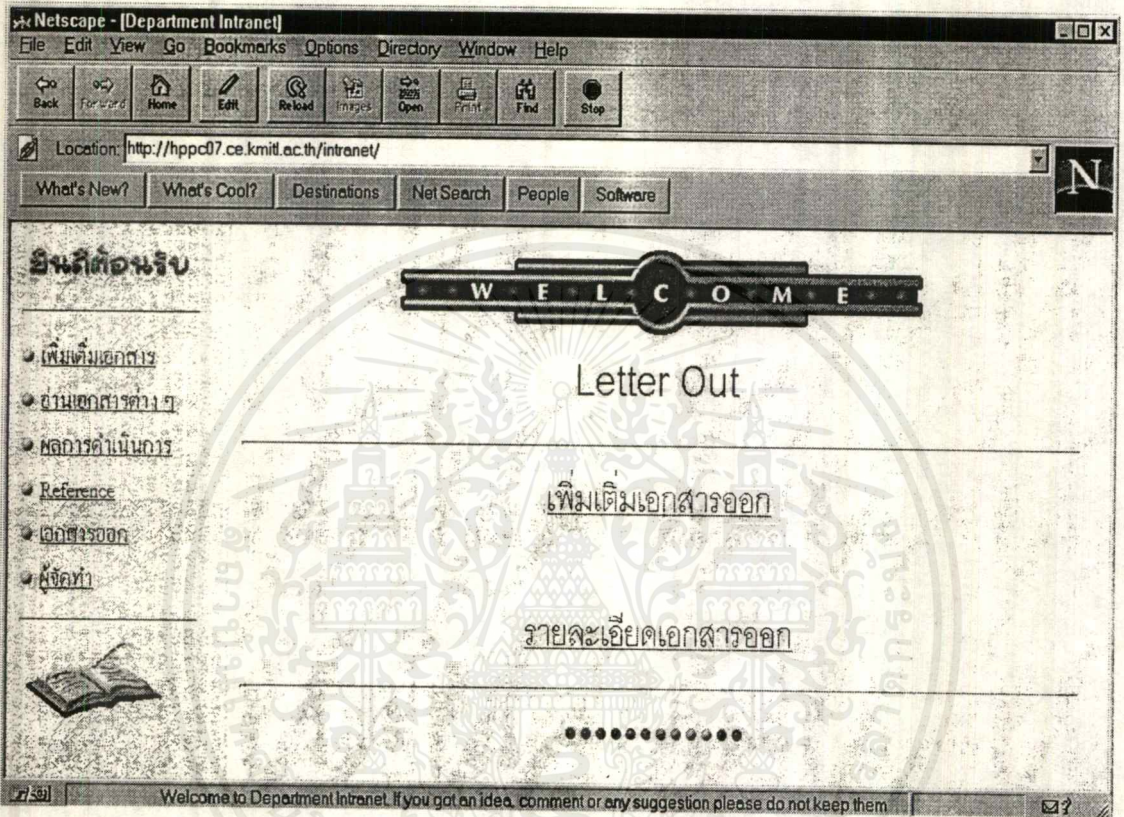 Netscape - [Department Intranet]
File Edit View Go Bookmarks Options Directory Window Help
Back Forward Home Edit Reload Images Open Print Find Stop
Location: http://hppc07.ce.kmitl.ac.th/intranet/
What's New? What's Cool? Destinations Net Search People Software
N
ยินดีต้อนรับ
เพิ่มเติ่มเอกสาร
อ่านเอกสารต่าง ๆ
ผลการดำเนินการ
Reference
เอกสารออก
ผู้จัดทำ
WELCOME
Letter Out
เพิ่มเติ่มเอกสารออก
รายละเอียดเอกสารออก
Welcome to Department Intranet. If you got an idea, comment or any suggestion please do not keep them